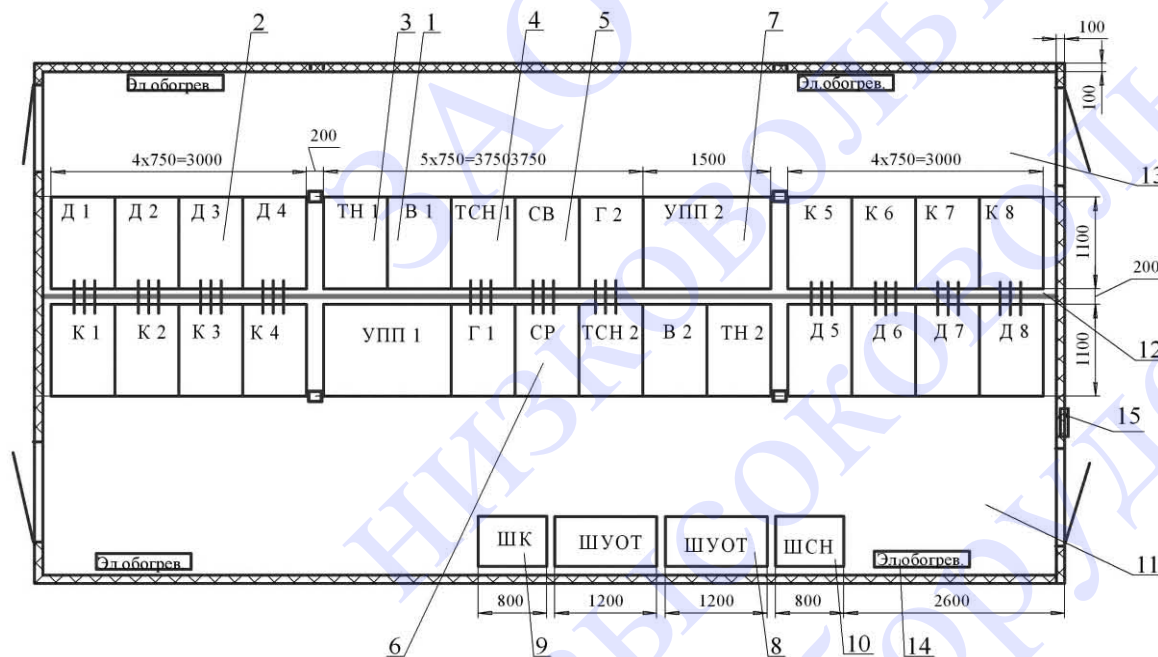 2 3 1 4 5 7 100
Эл.обогрев. Эл.обогрев. 100
200
4х750=3000 5х750=37503750 1500 4х750=3000 13
Д 1 Д 2 Д 3 Д 4 ТН 1 В 1 ТСН 1 СВ Г 2 УПП 2 К 5 К 6 К 7 К 8
1100
200
К 1 К 2 К 3 К 4 УПП 1 Г 1 СР ТСН 2 В 2 ТН 2 Д 5 Д 6 Д 7 Д 8
12
1100
15
ШК ШУОТ ШУОТ ШСН
Эл.обогрев. Эл.обогрев. 11
800 1200 1200 800 2600
6 9 8 10 14
ЗАО
НИЗКОВОЛЬ
ВЫСОКОВОЛЬ